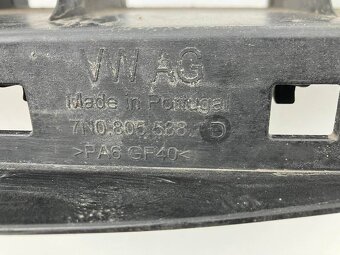 VW AG
Made in Portugal
7N0.805.588. D
>PA6 GF40<